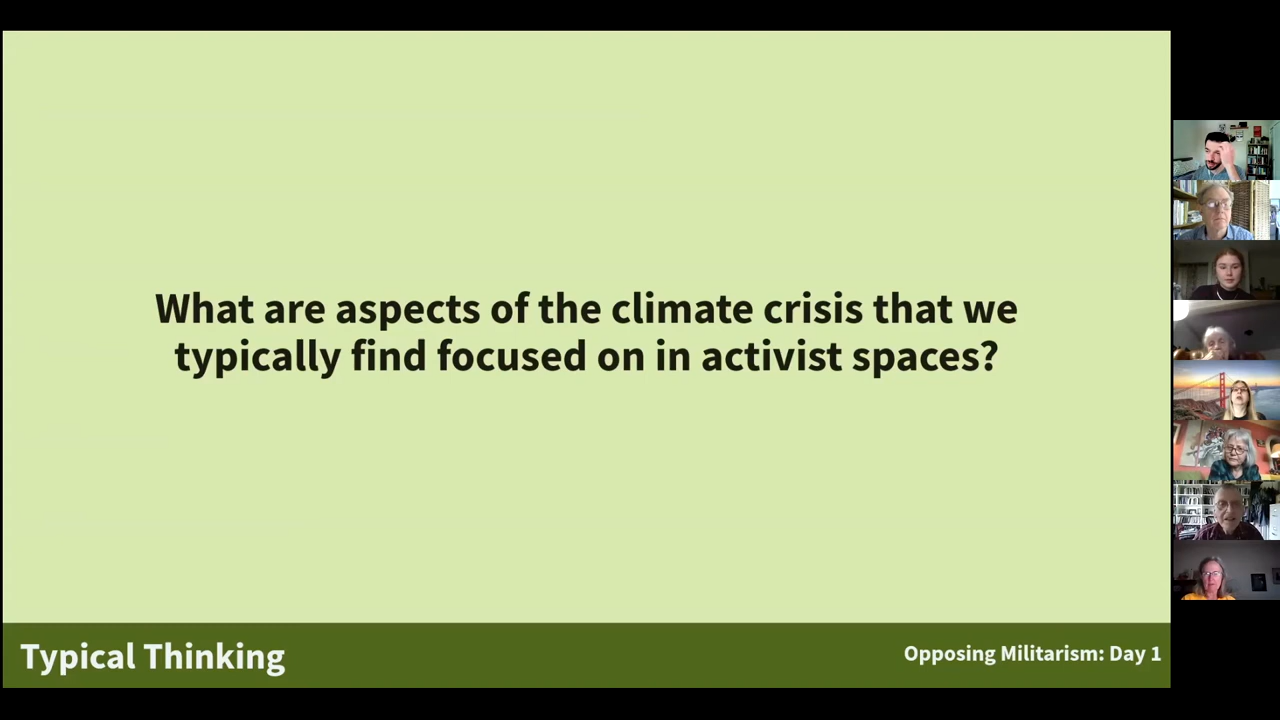 What are aspects of the climate crisis that we
typically find focused on in activist spaces?
Typical Thinking
Opposing Militarism: Day 1